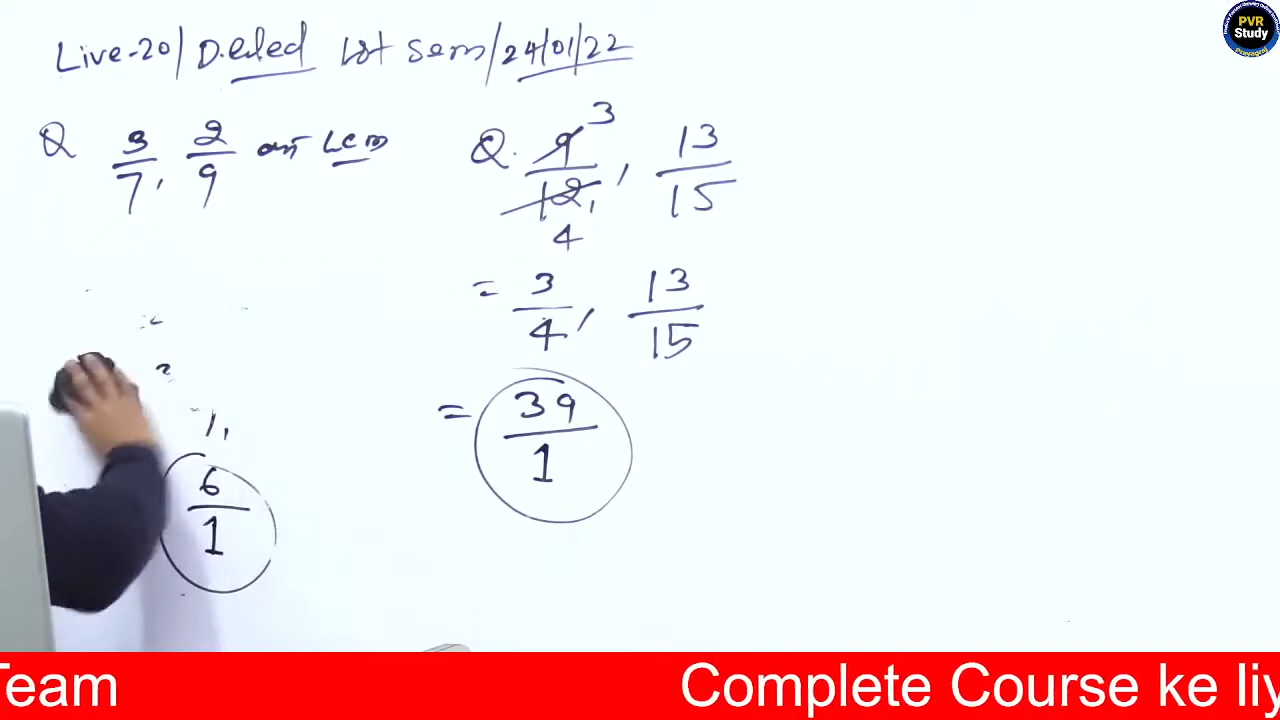 Live-20/ D.eled 1st Sem/24/01/22
Q 3/7, 2/9 का LCM
6/1
Q. 9/12, 13/15
3
4
= 3/4, 13/15
= 39/1
PVR
Study
Prayagraj
Team Complete Course ke liy